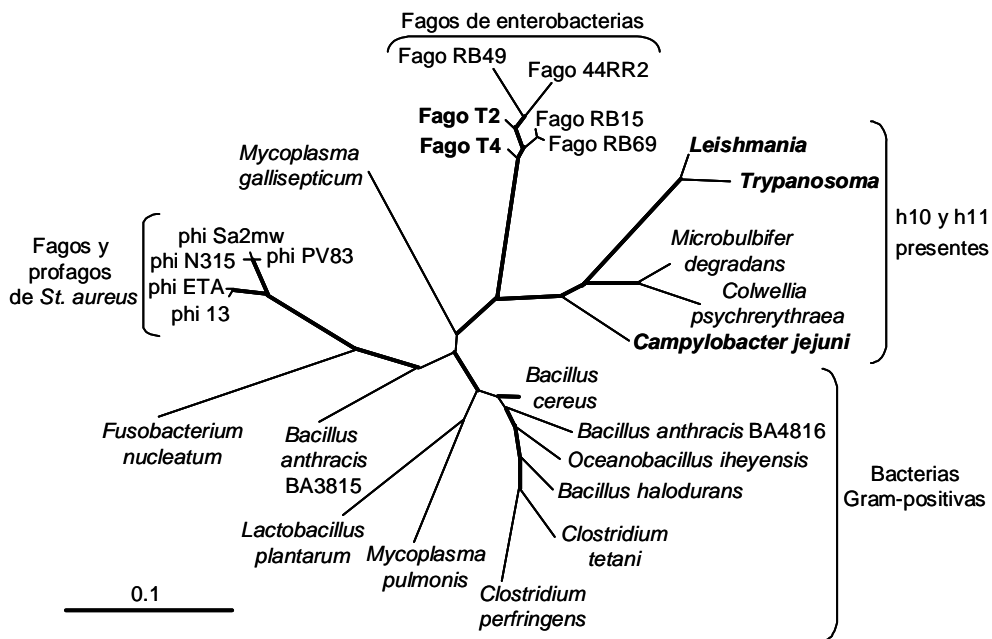 Fagos de enterobacterias
Fago RB49
Fago 44RR2
Fago T2
Fago RB15
Fago T4
Fago RB69
Leishmania
Trypanosoma
h10 y h11
presentes
Mycoplasma
gallisepticum
Microbulbifer
degradans
Colwellia
psychrerythraea
Campylobacter jejuni
Fagos y
profagos
de St. aureus
phi Sa2mw
phi N315
phi PV83
phi ETA
phi 13
Fusobacterium
nucleatum
Bacillus
anthracis
BA3815
Bacillus
cereus
Bacillus anthracis BA4816
Oceanobacillus iheyensis
Bacillus halodurans
Clostridium
tetani
Bacterias
Gram-positivas
Lactobacillus
plantarum
Mycoplasma
pulmonis
Clostridium
perfringens
0.1